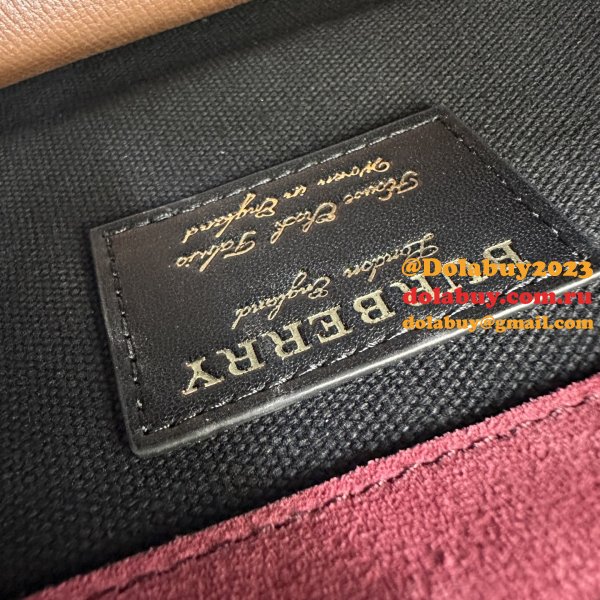 BURBERRY
London England
House Check Fabric
Woven in England
@Dolabuy2023
dolabuy.com.ru
dolabuy@gmail.com